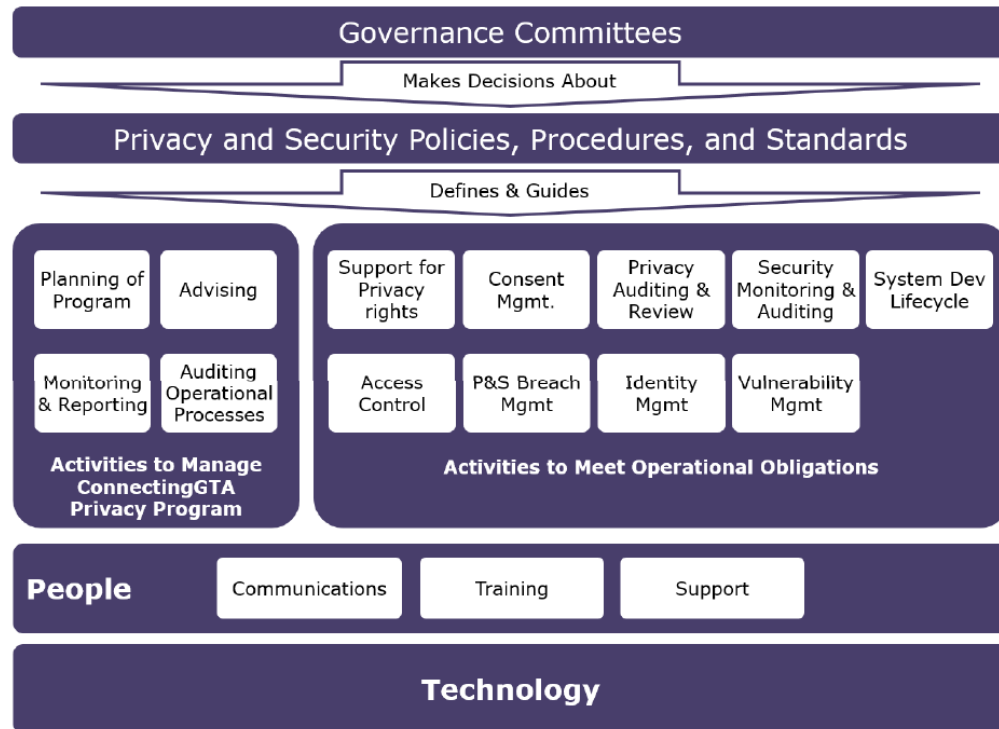 Governance Committees
Makes Decisions About
Privacy and Security Policies, Procedures, and Standards
Defines & Guides
Planning of
Program
Advising
Monitoring
& Reporting
Auditing
Operational
Processes
Activities to Manage
ConnectingGTA
Privacy Program
Support for
Privacy
rights
Consent
Mgmt.
Privacy
Auditing &
Review
Security
Monitoring &
Auditing
System Dev
Lifecycle
Access
Control
P&S Breach
Mgmt
Identity
Mgmt
Vulnerability
Mgmt
Activities to Meet Operational Obligations
People
Communications
Training
Support
Technology